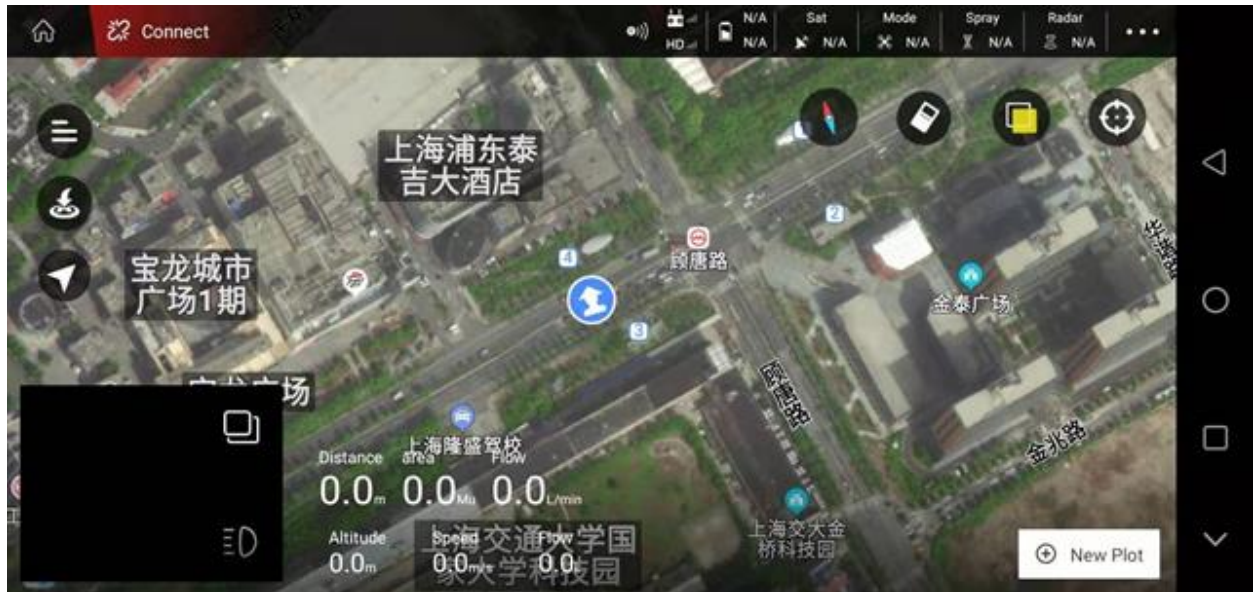 Connect
HD
N/A
N/A
Sat
N/A
Mode
N/A
Spray
N/A
Radar
N/A
上海浦东泰
吉大酒店
2
4
顾唐路
宝龙城市
广场1期
金泰广场
3
顾唐路
上海隆盛驾校
金兆路
Distance
area
Flow
0.0m
0.0Mu
0.0L/min
上海交大金
桥科技园
Altitude
Speed
Flow
0.0m
0.0m/s
0.0
上海交通大学国
家大学科技园
New Plot